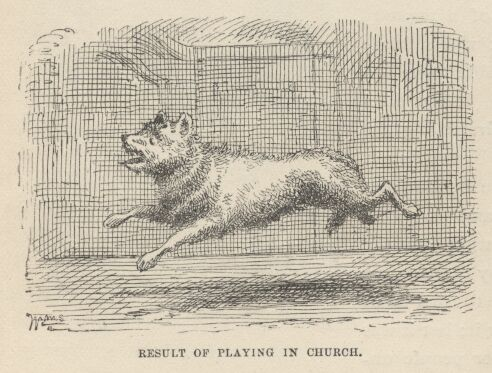 RESULT OF PLAYING IN CHURCH.